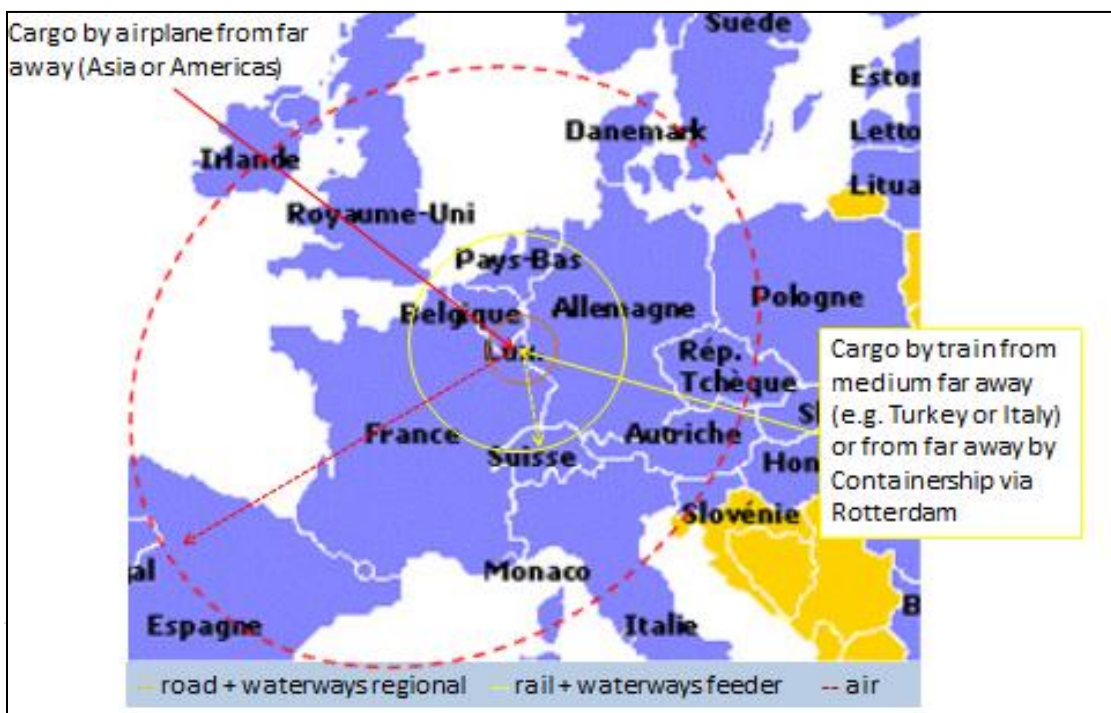 Cargo by airplane from far
away (Asia or Americas)
Suède
Eston
Danemark
Letto
Irlande
Litua
Royaume-Uni
Pays-Bas
Allemagne
Pologne
Belgique
Lux.
Rép.
Tchèque
Cargo by train from
medium far away
(e.g. Turkey or Italy)
or from far away by
Containership via
Rotterdam
Sl
France
Autriche
Suisse
Hon
Slovénie
gal
Monaco
Espagne
Italie
B
road + waterways regional
rail + waterways feeder
air